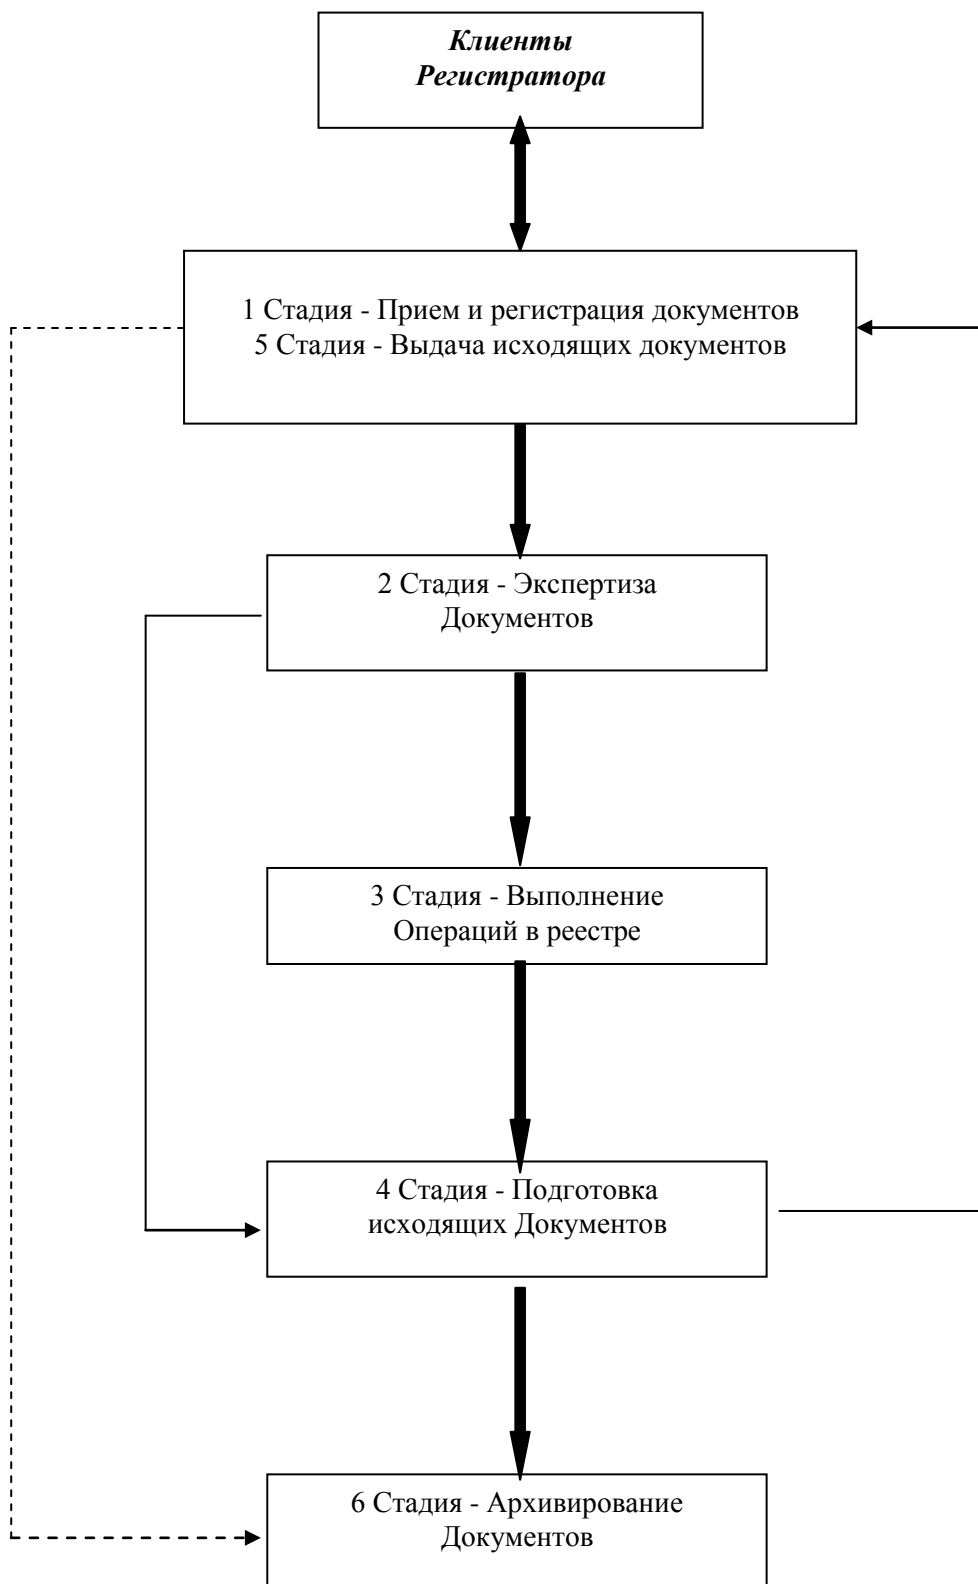 Клиенты
Регистратора
1 Стадия - Прием и регистрация документов
5 Стадия - Выдача исходящих документов
2 Стадия - Экспертиза
Документов
3 Стадия - Выполнение
Операций в реестре
4 Стадия - Подготовка
исходящих Документов
6 Стадия - Архивирование
Документов